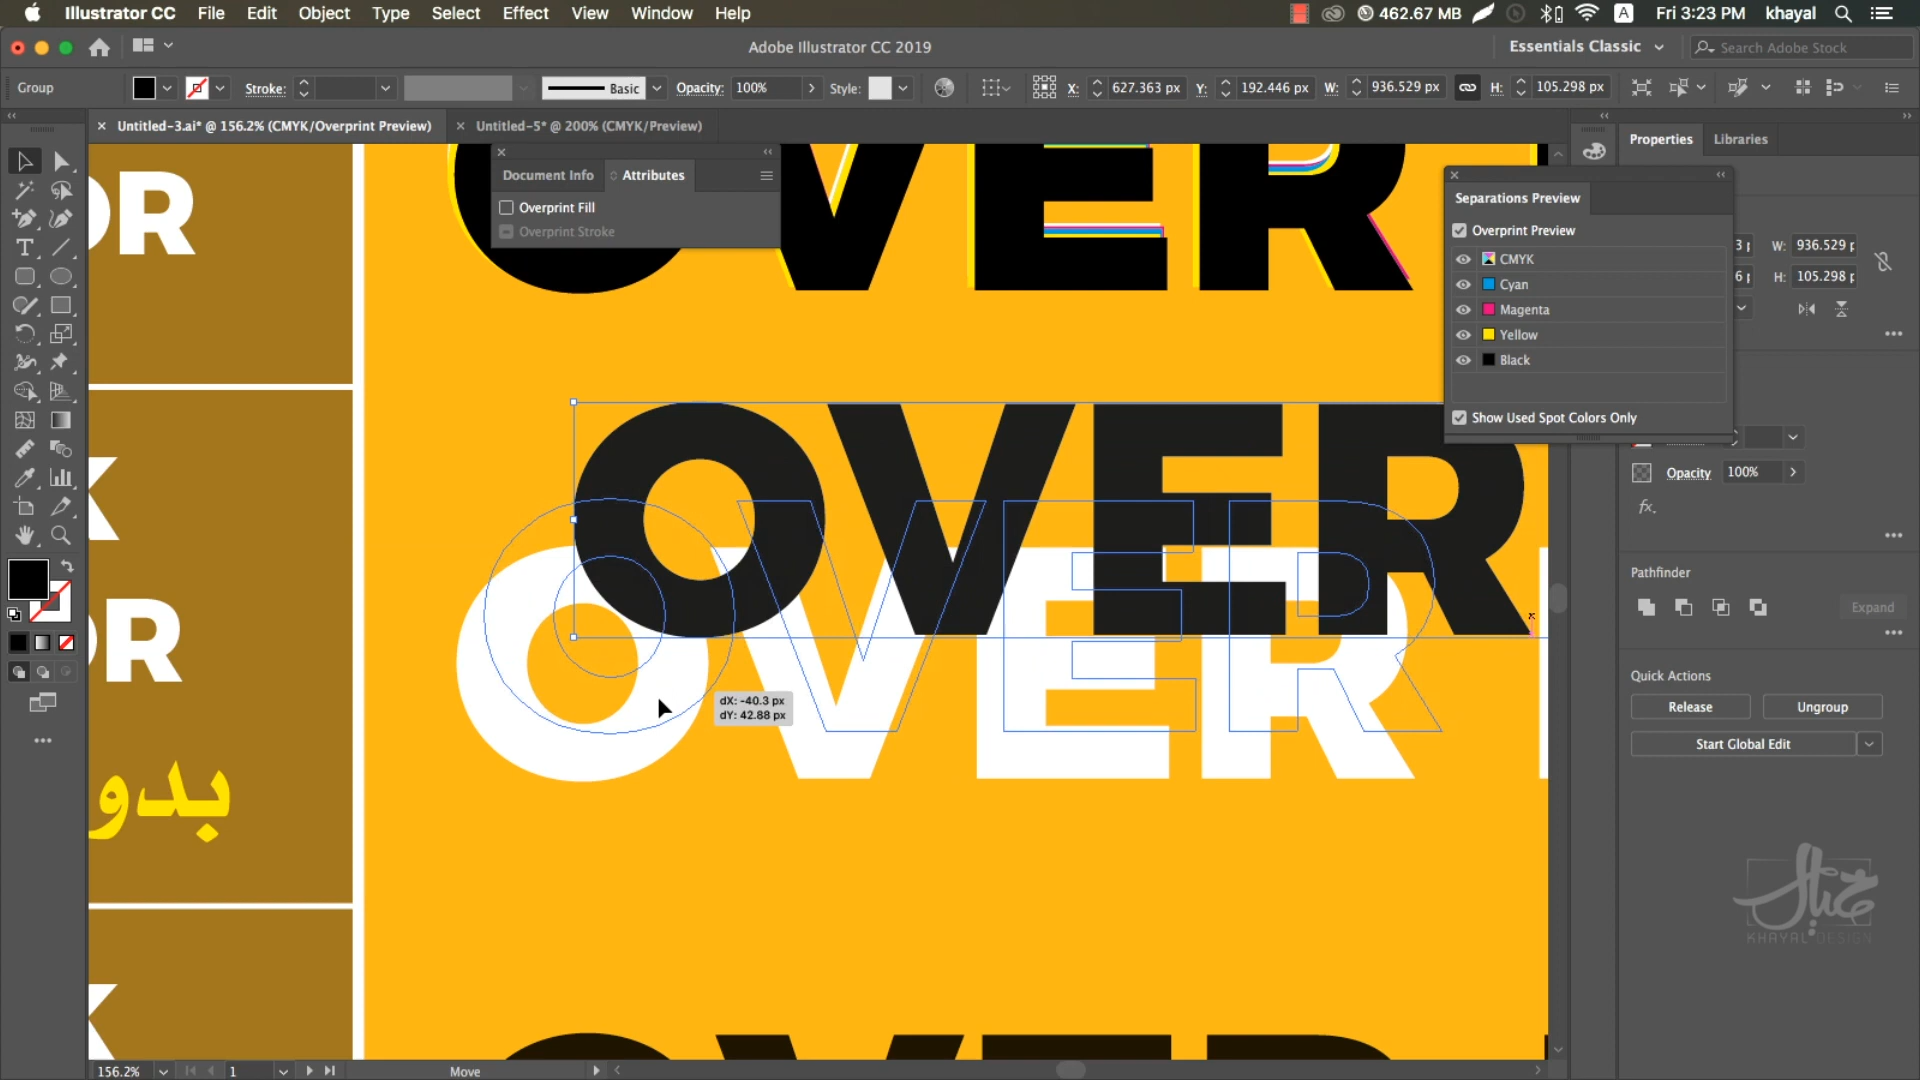 Illustrator CC File Edit Object Type Select Effect View Window Help 462.67 MB A Fri 3:23 PM khayal
Adobe Illustrator CC 2019 Essentials Classic Search Adobe Stock
Group Stroke: Basic Opacity: 100% Style: X: 627.363 px Y: 192.446 px W: 936.529 px H: 105.298 px
Untitled-3.ai* @ 156.2% (CMYK/Overprint Preview) Untitled-5* @ 200% (CMYK/Preview)
Properties Libraries
Document Info Attributes
Overprint Fill
Overprint Stroke
Separations Preview
Overprint Preview
CMYK
Cyan
Magenta
Yellow
Black
Show Used Spot Colors Only
W: 936.529 p
H: 105.298 p
Opacity 100%
fx.
Pathfinder
Expand
Quick Actions
Release Ungroup
Start Global Edit
OR
OVER
OVER
K
OVER
OR
dX: -40.3 px
dY: 42.88 px
بدو
K
خيال
KHAYAL DESIGN
156.2% 1 Move